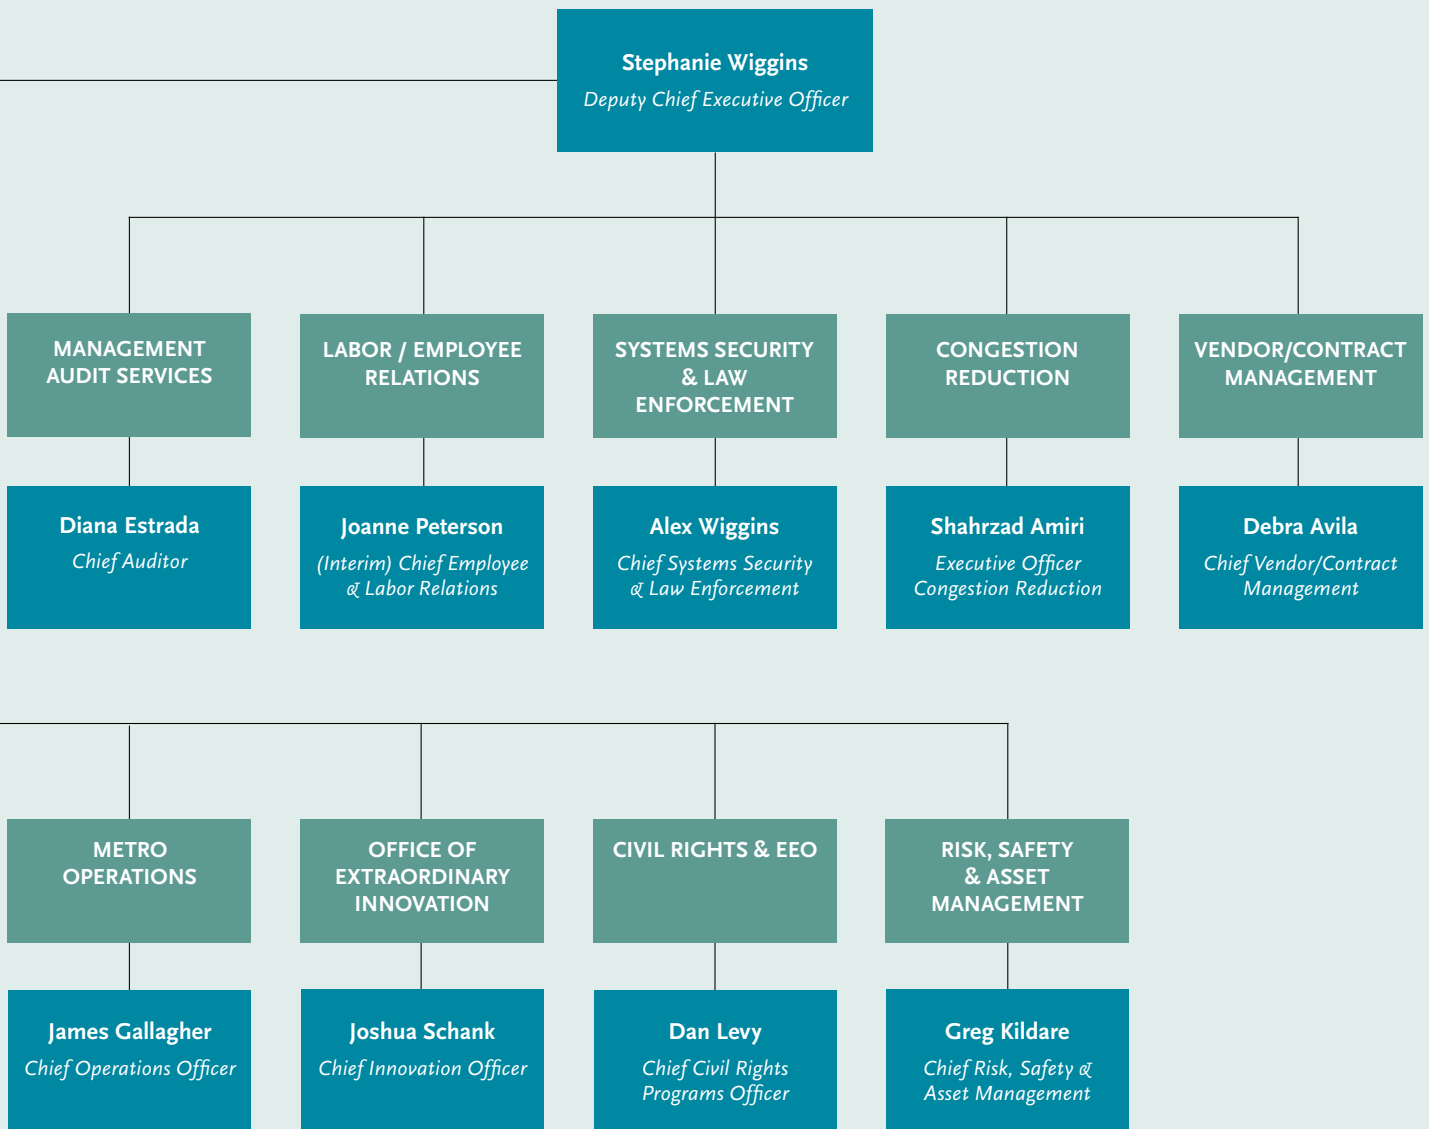 Stephanie Wiggins
Deputy Chief Executive Officer
MANAGEMENT
AUDIT SERVICES
LABOR / EMPLOYEE
RELATIONS
SYSTEMS SECURITY
& LAW
ENFORCEMENT
CONGESTION
REDUCTION
VENDOR/CONTRACT
MANAGEMENT
Diana Estrada
Chief Auditor
Joanne Peterson
(Interim) Chief Employee
& Labor Relations
Alex Wiggins
Chief Systems Security
& Law Enforcement
Shahrzad Amiri
Executive Officer
Congestion Reduction
Debra Avila
Chief Vendor/Contract
Management
METRO
OPERATIONS
OFFICE OF
EXTRAORDINARY
INNOVATION
CIVIL RIGHTS & EEO
RISK, SAFETY
& ASSET
MANAGEMENT
James Gallagher
Chief Operations Officer
Joshua Schank
Chief Innovation Officer
Dan Levy
Chief Civil Rights
Programs Officer
Greg Kildare
Chief Risk, Safety &
Asset Management